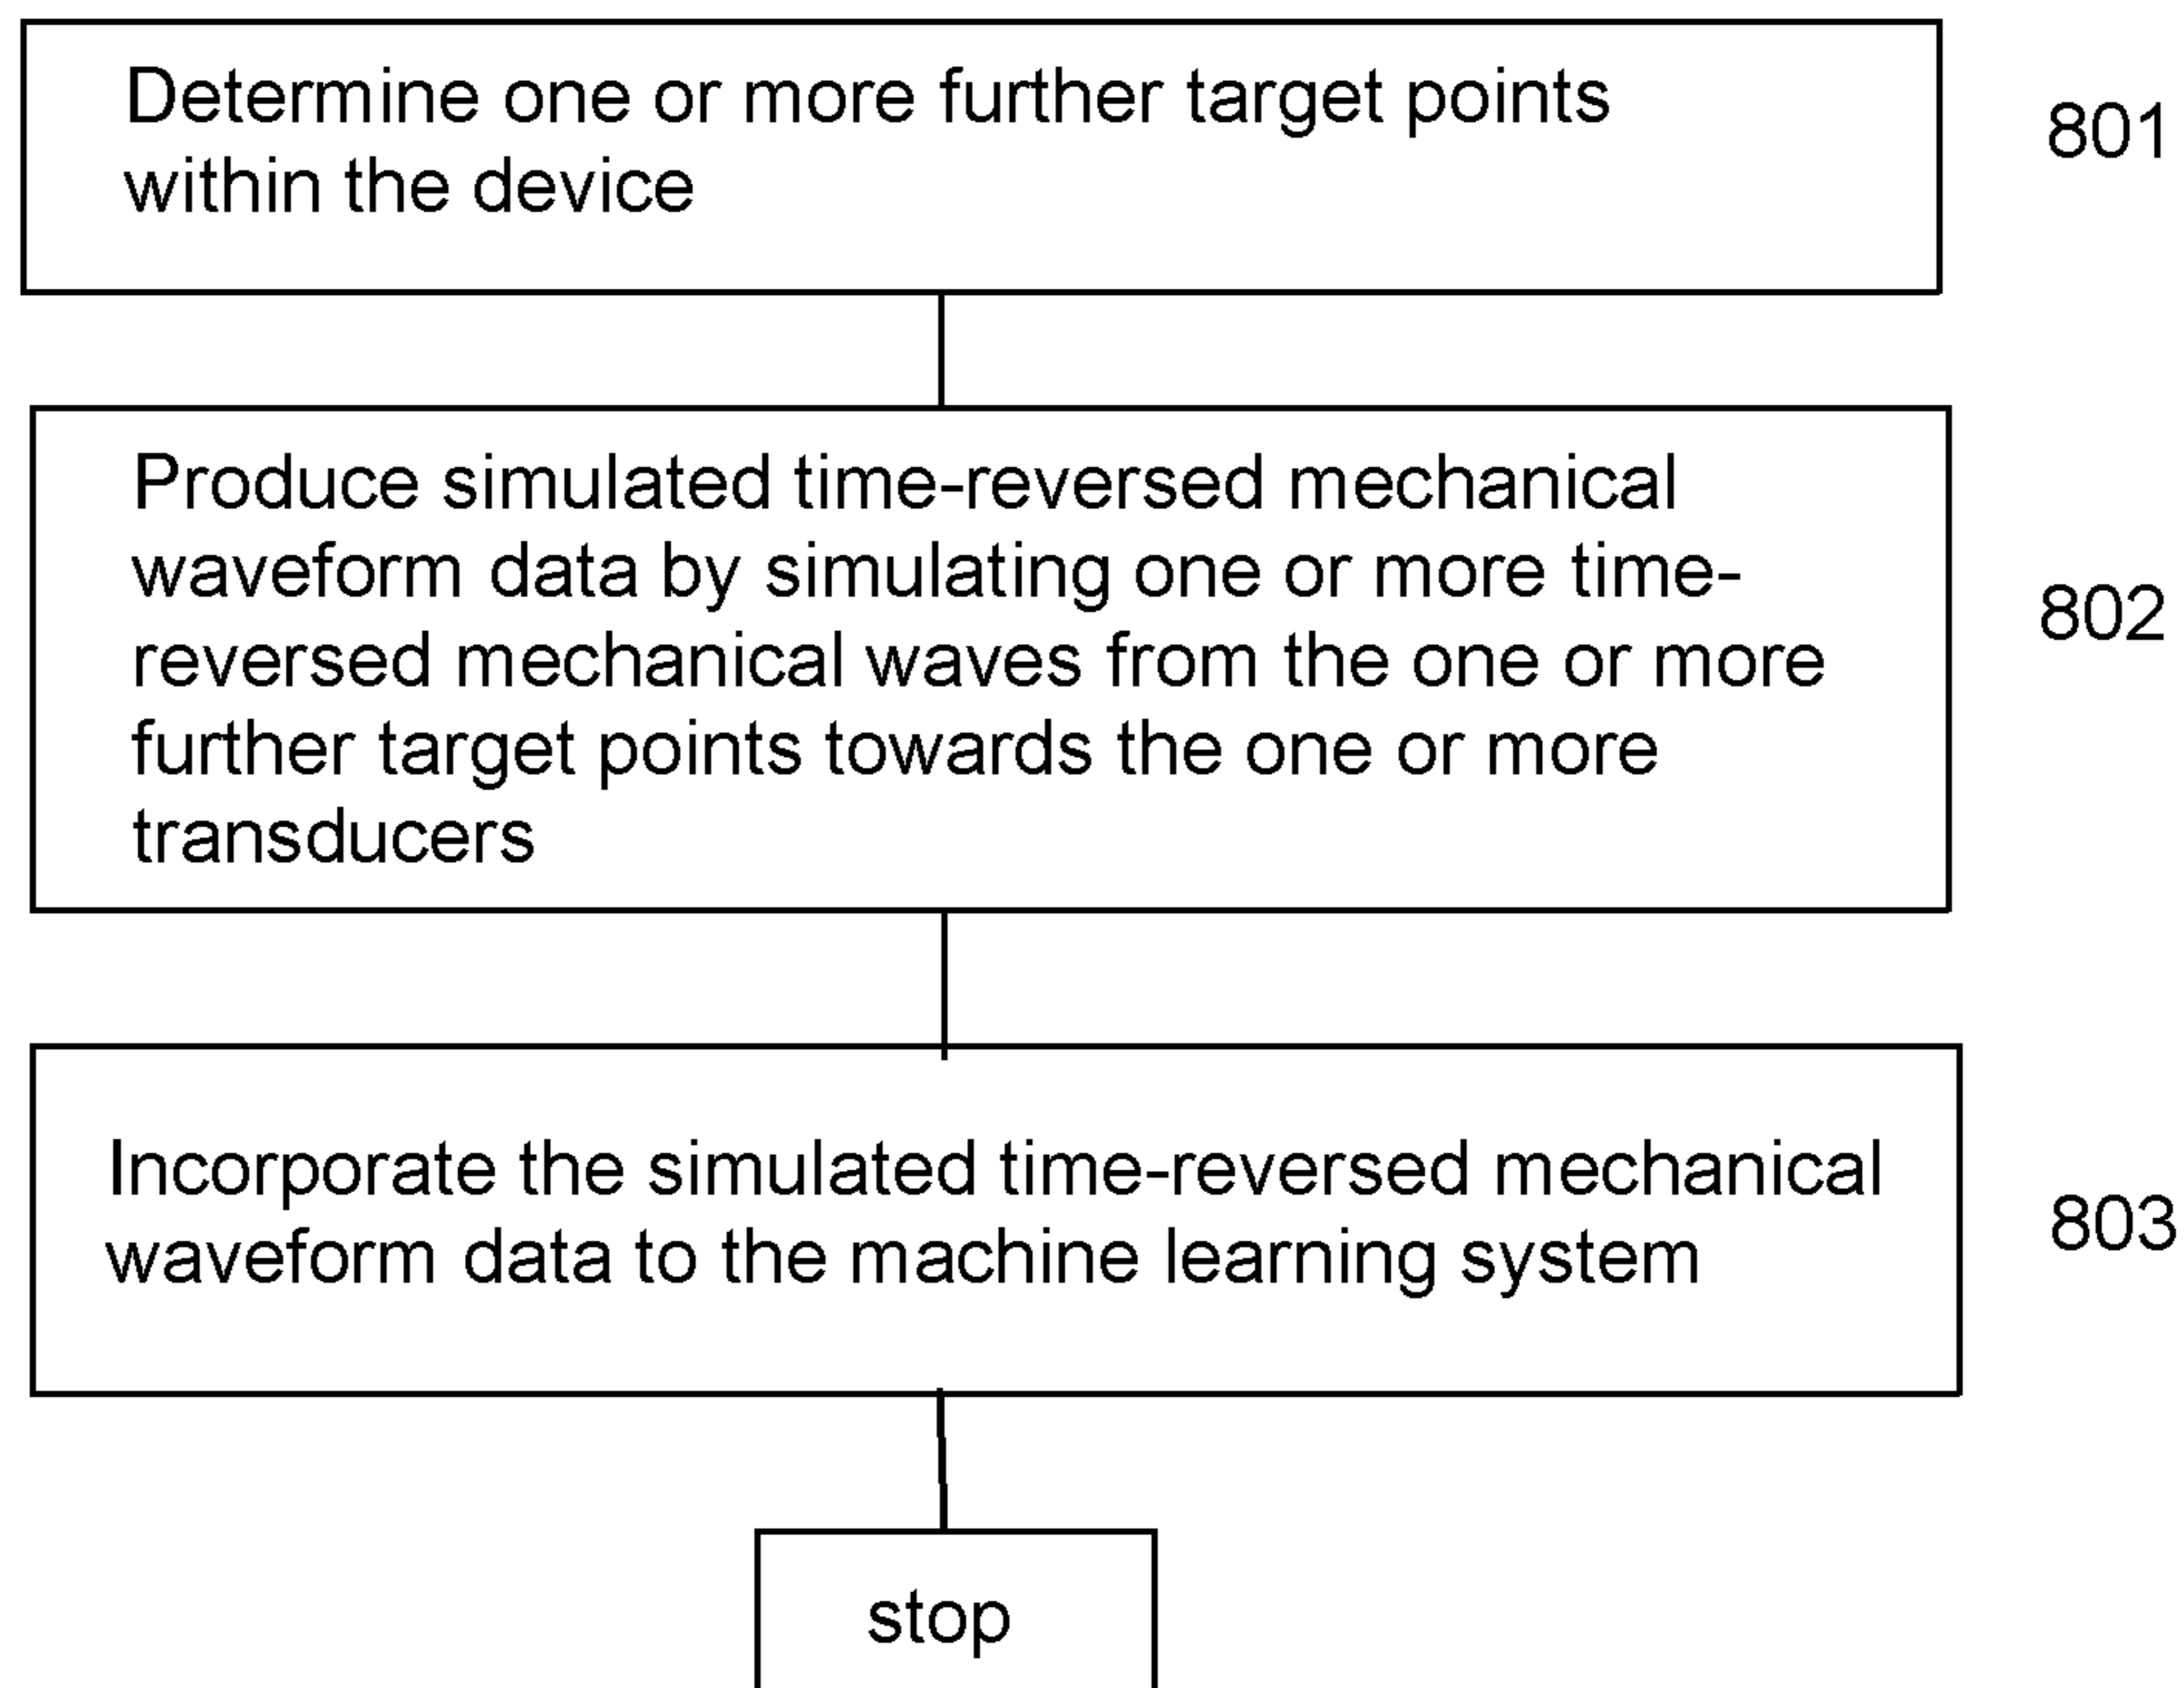 Determine one or more further target points
within the device
801
Produce simulated time-reversed mechanical
waveform data by simulating one or more time-
reversed mechanical waves from the one or more
further target points towards the one or more
transducers
802
Incorporate the simulated time-reversed mechanical
waveform data to the machine learning system
803
stop